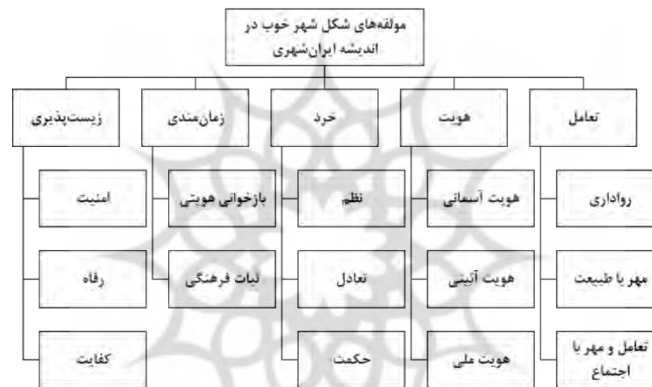 مولفه‌های شکل شهر خوب در
اندیشه ایران‌شهری
تعامل
هویت
خرد
زمان‌مندی
زیست‌پذیری
رواداری
هویت آسمانی
نظم
بازخوانی هویتی
امنیت
مهر با طبیعت
هویت آئینی
تعادل
ثبات فرهنگی
رفاه
تعامل و مهر با
اجتماع
هویت ملی
حکمت
کفایت